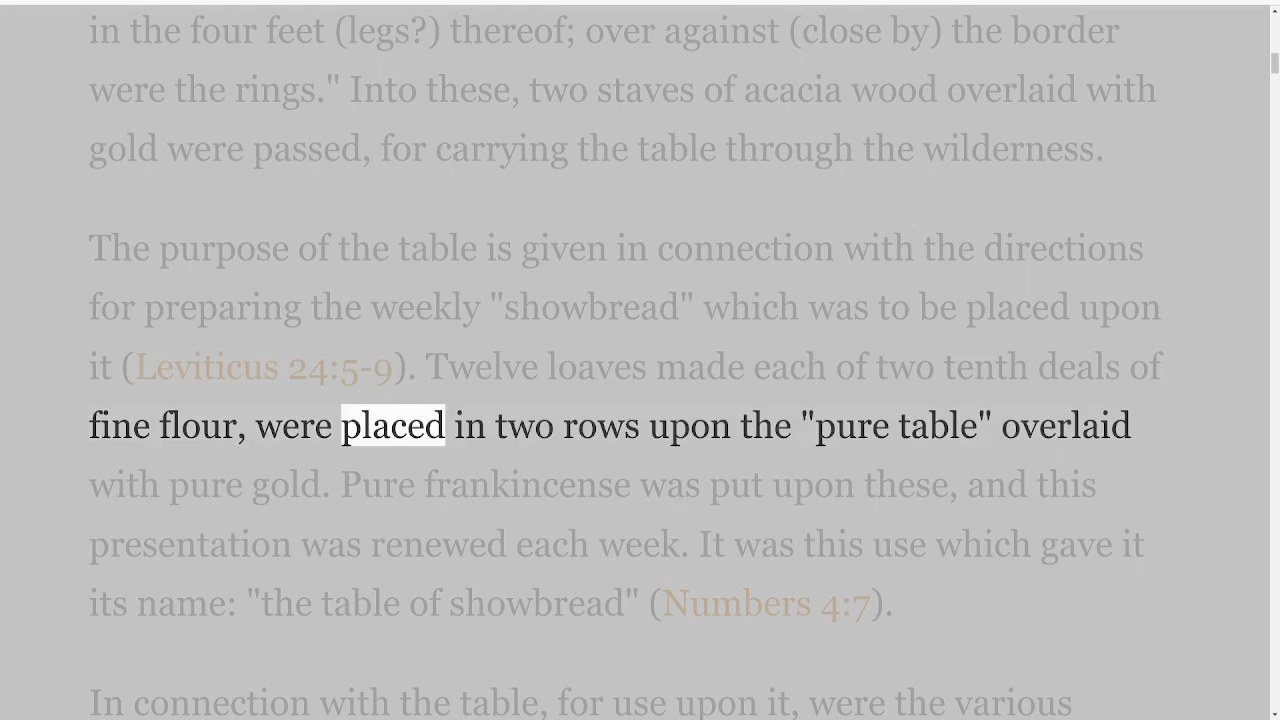 in the four feet (legs?) thereof; over against (close by) the border
were the rings." Into these, two staves of acacia wood overlaid with
gold were passed, for carrying the table through the wilderness.
The purpose of the table is given in connection with the directions
for preparing the weekly "showbread" which was to be placed upon
it (Leviticus 24:5-9). Twelve loaves made each of two tenth deals of
fine flour, were placed in two rows upon the "pure table" overlaid
with pure gold. Pure frankincense was put upon these, and this
presentation was renewed each week. It was this use which gave it
its name: "the table of showbread" (Numbers 4:7).
In connection with the table, for use upon it, were the various